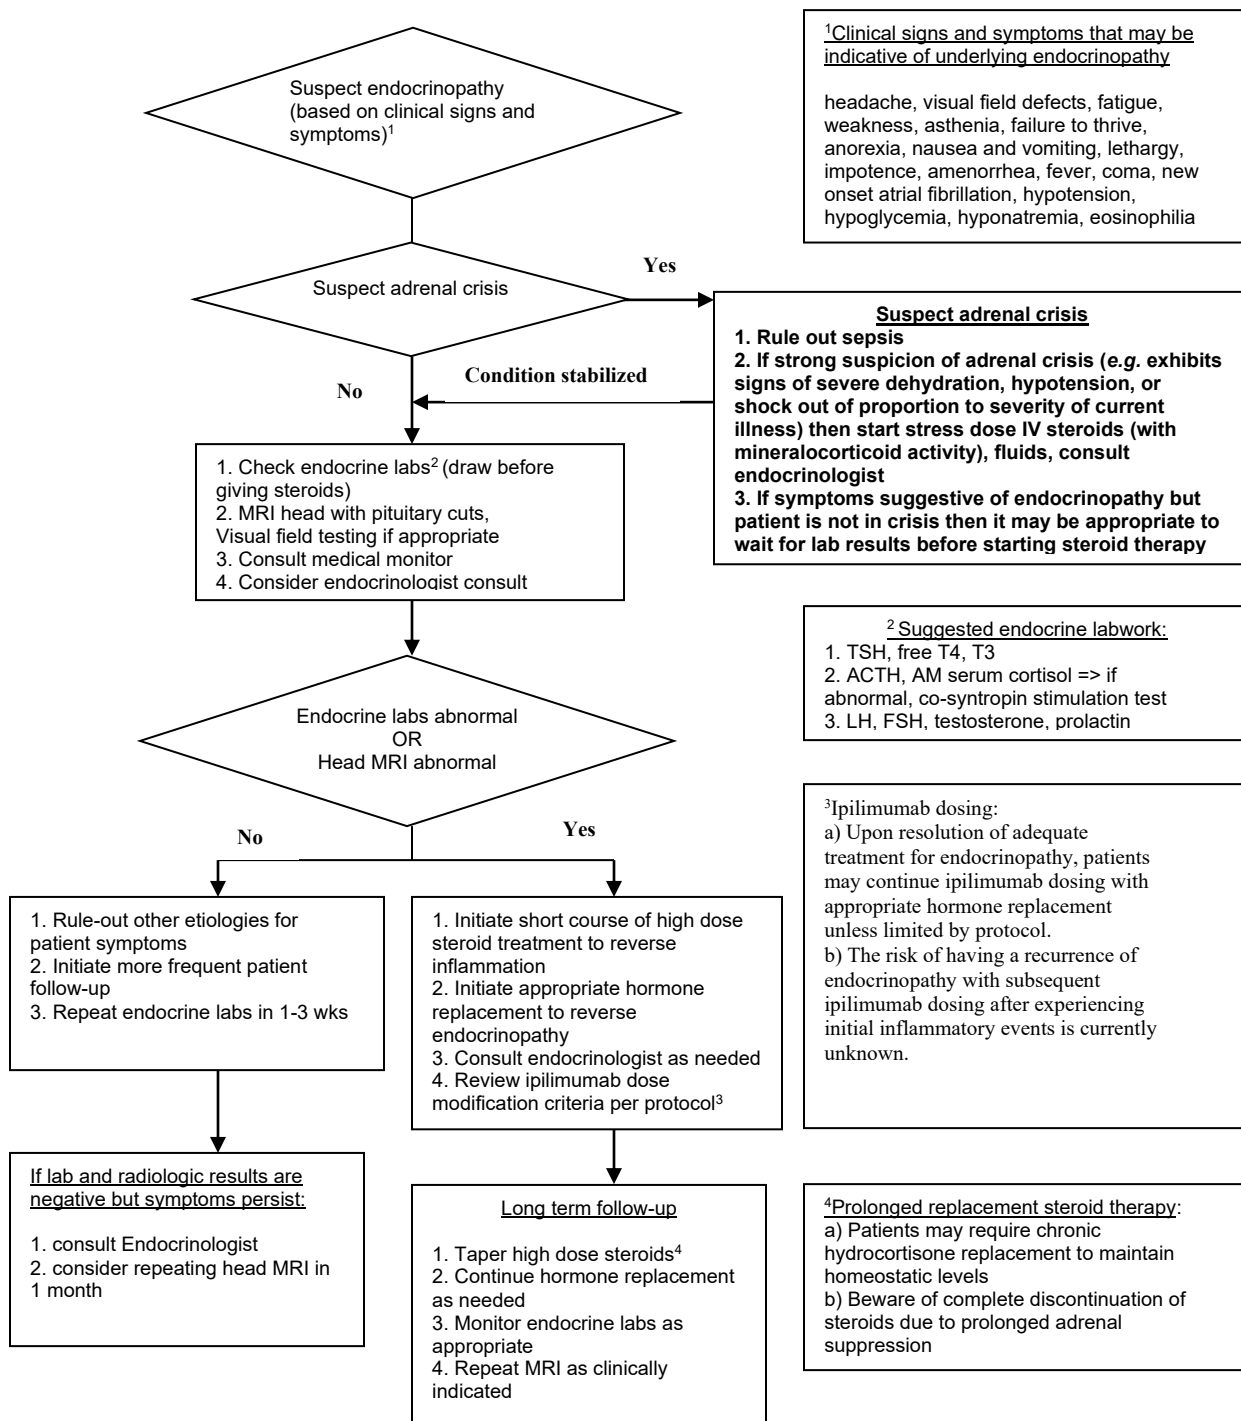 Suspect endocrinopathy
(based on clinical signs and
symptoms)1
1Clinical signs and symptoms that may be
indicative of underlying endocrinopathy
headache, visual field defects, fatigue,
weakness, asthenia, failure to thrive,
anorexia, nausea and vomiting, lethargy,
impotence, amenorrhea, fever, coma, new
onset atrial fibrillation, hypotension,
hypoglycemia, hyponatremia, eosinophilia
Suspect adrenal crisis
Yes
Suspect adrenal crisis
1. Rule out sepsis
2. If strong suspicion of adrenal crisis (e.g. exhibits
signs of severe dehydration, hypotension, or
shock out of proportion to severity of current
illness) then start stress dose IV steroids (with
mineralocorticoid activity), fluids, consult
endocrinologist
3. If symptoms suggestive of endocrinopathy but
patient is not in crisis then it may be appropriate to
wait for lab results before starting steroid therapy
Condition stabilized
No
1. Check endocrine labs2 (draw before
giving steroids)
2. MRI head with pituitary cuts,
Visual field testing if appropriate
3. Consult medical monitor
4. Consider endocrinologist consult
2 Suggested endocrine labwork:
1. TSH, free T4, T3
2. ACTH, AM serum cortisol => if
abnormal, co-syntropin stimulation test
3. LH, FSH, testosterone, prolactin
Endocrine labs abnormal
OR
Head MRI abnormal
No
Yes
3Ipilimumab dosing:
a) Upon resolution of adequate
treatment for endocrinopathy, patients
may continue ipilimumab dosing with
appropriate hormone replacement
unless limited by protocol.
b) The risk of having a recurrence of
endocrinopathy with subsequent
ipilimumab dosing after experiencing
initial inflammatory events is currently
unknown.
1. Rule-out other etiologies for
patient symptoms
2. Initiate more frequent patient
follow-up
3. Repeat endocrine labs in 1-3 wks
1. Initiate short course of high dose
steroid treatment to reverse
inflammation
2. Initiate appropriate hormone
replacement to reverse
endocrinopathy
3. Consult endocrinologist as needed
4. Review ipilimumab dose
modification criteria per protocol3
If lab and radiologic results are
negative but symptoms persist:
1. consult Endocrinologist
2. consider repeating head MRI in
1 month
Long term follow-up
1. Taper high dose steroids4
2. Continue hormone replacement
as needed
3. Monitor endocrine labs as
appropriate
4. Repeat MRI as clinically
indicated
4Prolonged replacement steroid therapy:
a) Patients may require chronic
hydrocortisone replacement to maintain
homeostatic levels
b) Beware of complete discontinuation of
steroids due to prolonged adrenal
suppression